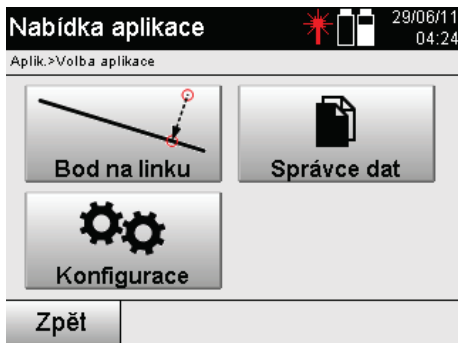 Nabídka aplikace
29/06/11
04:24
Aplik.>Volba aplikace
Bod na linku
Správce dat
Konfigurace
Zpět